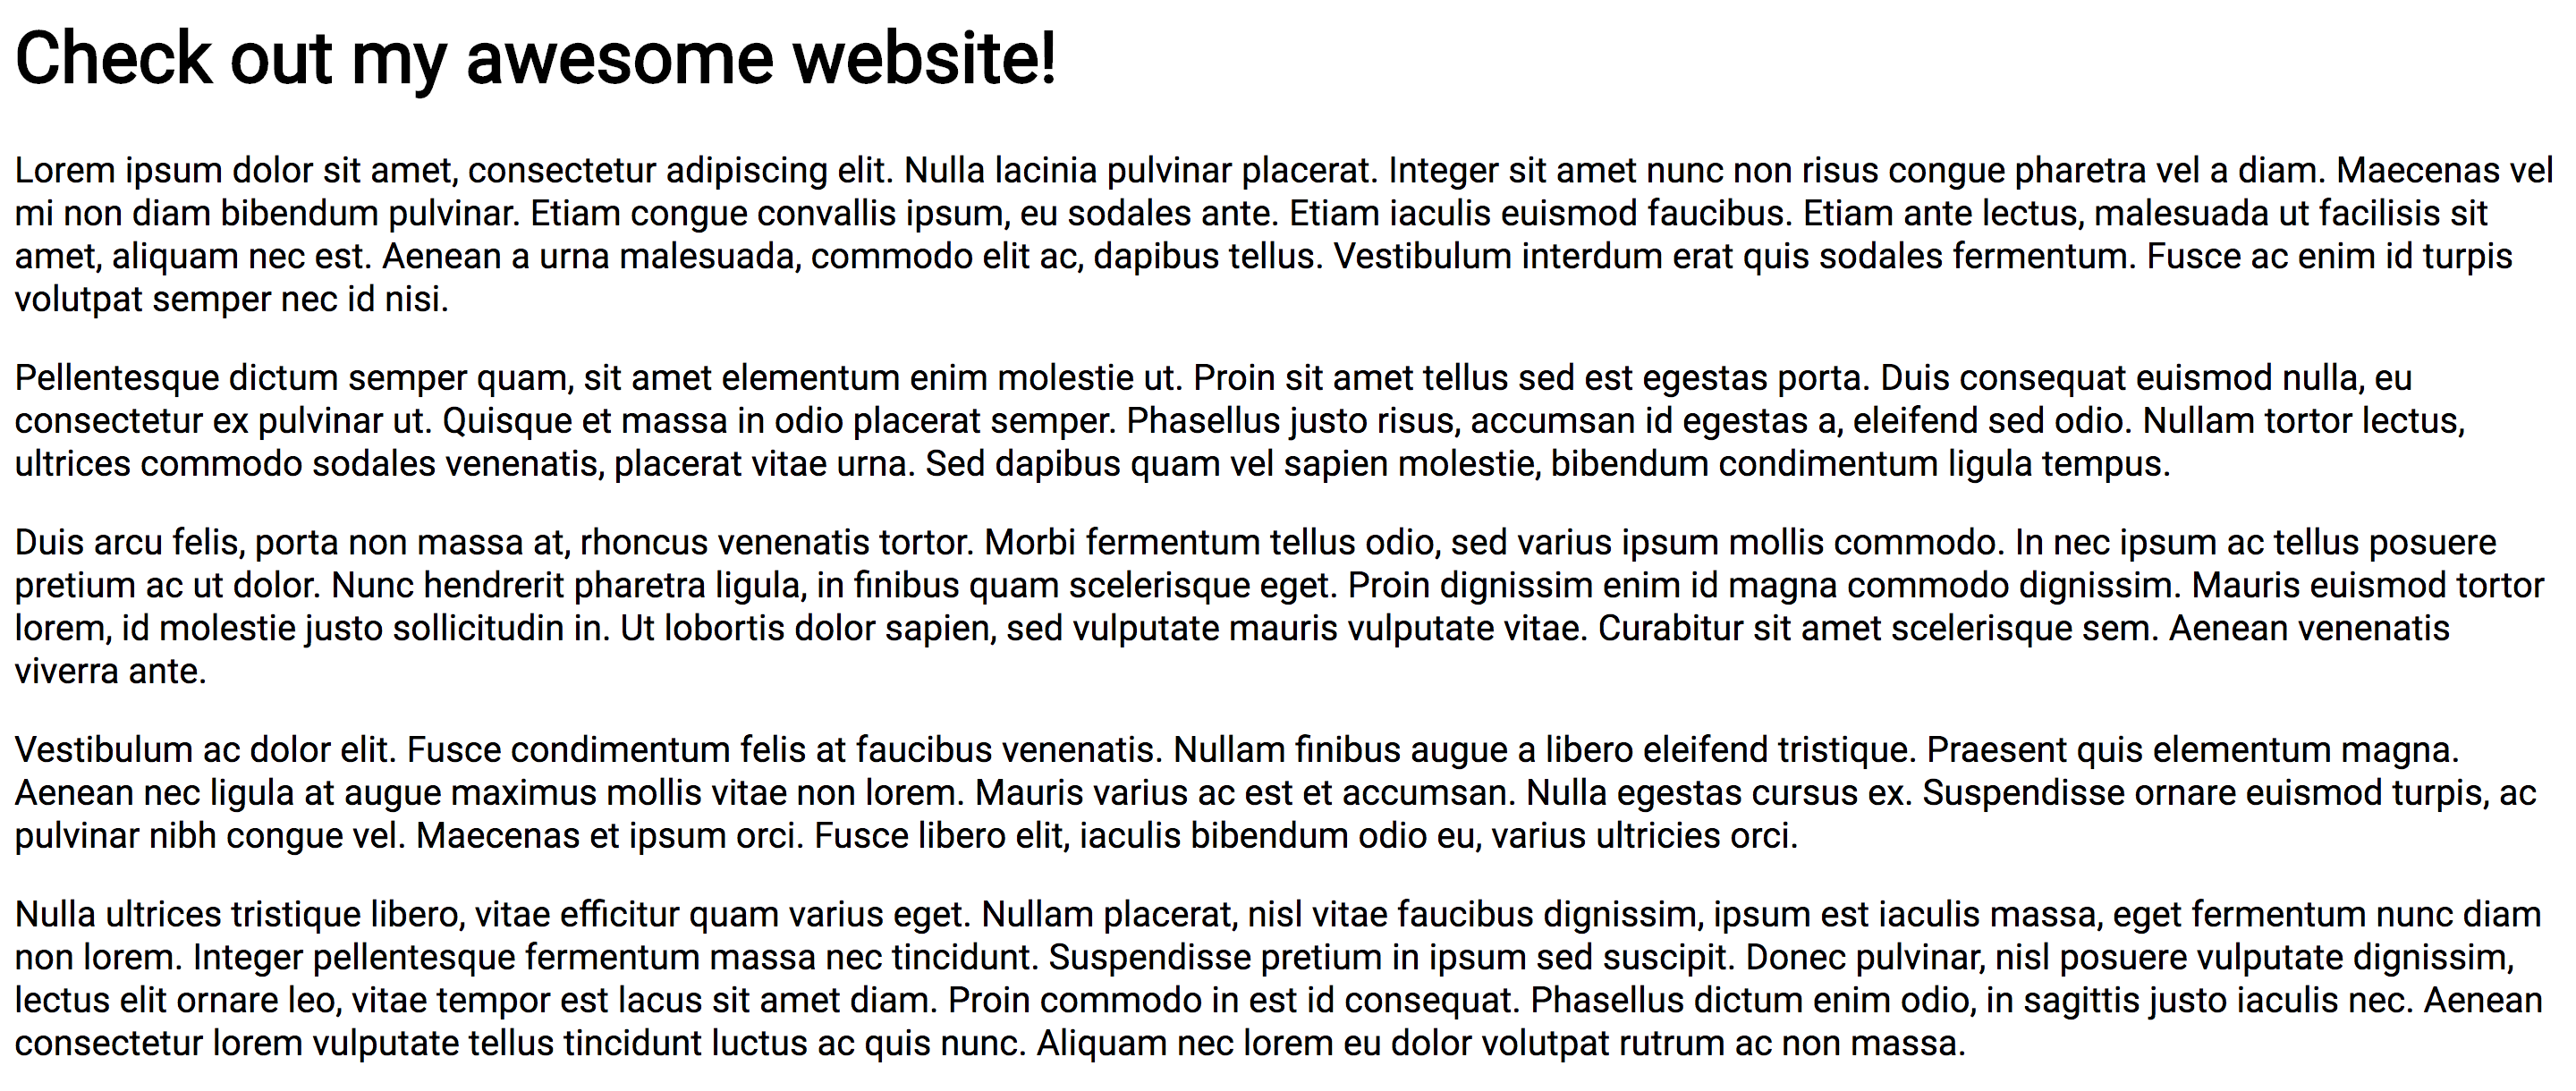 Check out my awesome website!
Lorem ipsum dolor sit amet, consectetur adipiscing elit. Nulla lacinia pulvinar placerat. Integer sit amet nunc non risus congue pharetra vel a diam. Maecenas vel
mi non diam bibendum pulvinar. Etiam congue convallis ipsum, eu sodales ante. Etiam iaculis euismod faucibus. Etiam ante lectus, malesuada ut facilisis sit
amet, aliquam nec est. Aenean a urna malesuada, commodo elit ac, dapibus tellus. Vestibulum interdum erat quis sodales fermentum. Fusce ac enim id turpis
volutpat semper nec id nisi.
Pellentesque dictum semper quam, sit amet elementum enim molestie ut. Proin sit amet tellus sed est egestas porta. Duis consequat euismod nulla, eu
consectetur ex pulvinar ut. Quisque et massa in odio placerat semper. Phasellus justo risus, accumsan id egestas a, eleifend sed odio. Nullam tortor lectus,
ultrices commodo sodales venenatis, placerat vitae urna. Sed dapibus quam vel sapien molestie, bibendum condimentum ligula tempus.
Duis arcu felis, porta non massa at, rhoncus venenatis tortor. Morbi fermentum tellus odio, sed varius ipsum mollis commodo. In nec ipsum ac tellus posuere
pretium ac ut dolor. Nunc hendrerit pharetra ligula, in finibus quam scelerisque eget. Proin dignissim enim id magna commodo dignissim. Mauris euismod tortor
lorem, id molestie justo sollicitudin in. Ut lobortis dolor sapien, sed vulputate mauris vulputate vitae. Curabitur sit amet scelerisque sem. Aenean venenatis
viverra ante.
Vestibulum ac dolor elit. Fusce condimentum felis at faucibus venenatis. Nullam finibus augue a libero eleifend tristique. Praesent quis elementum magna.
Aenean nec ligula at augue maximus mollis vitae non lorem. Mauris varius ac est et accumsan. Nulla egestas cursus ex. Suspendisse ornare euismod turpis, ac
pulvinar nibh congue vel. Maecenas et ipsum orci. Fusce libero elit, iaculis bibendum odio eu, varius ultricies orci.
Nulla ultrices tristique libero, vitae efficitur quam varius eget. Nullam placerat, nisl vitae faucibus dignissim, ipsum est iaculis massa, eget fermentum nunc diam
non lorem. Integer pellentesque fermentum massa nec tincidunt. Suspendisse pretium in ipsum sed suscipit. Donec pulvinar, nisl posuere vulputate dignissim,
lectus elit ornare leo, vitae tempor est lacus sit amet diam. Proin commodo in est id consequat. Phasellus dictum enim odio, in sagittis justo iaculis nec. Aenean
consectetur lorem vulputate tellus tincidunt luctus ac quis nunc. Aliquam nec lorem eu dolor volutpat rutrum ac non massa.